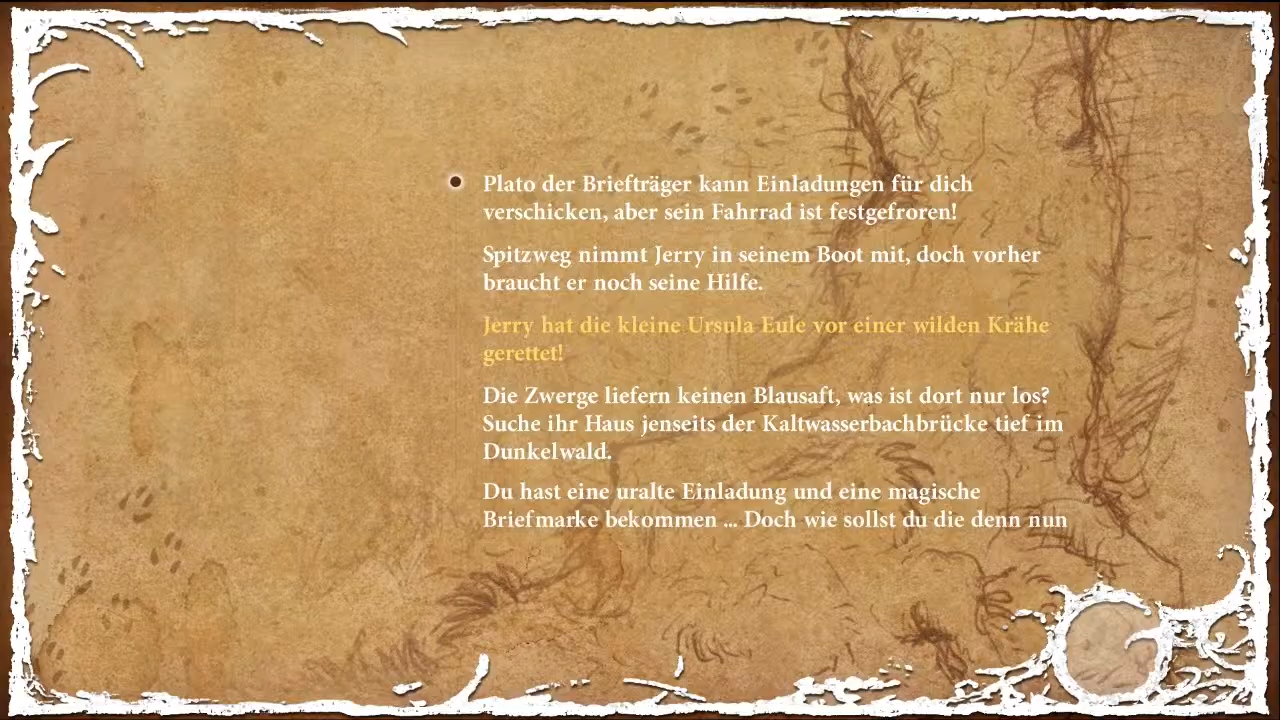 Plato der Briefträger kann Einladungen für dich
verschicken, aber sein Fahrrad ist festgefroren!
Spitzweg nimmt Jerry in seinem Boot mit, doch vorher
braucht er noch seine Hilfe.
Jerry hat die kleine Ursula Eule vor einer wilden Krähe
gerettet!
Die Zwerge liefern keinen Blausaft, was ist dort nur los?
Suche ihr Haus jenseits der Kaltwasserbachbrücke tief im
Dunkelwald.
Du hast eine uralte Einladung und eine magische
Briefmarke bekommen ... Doch wie sollst du die denn nun